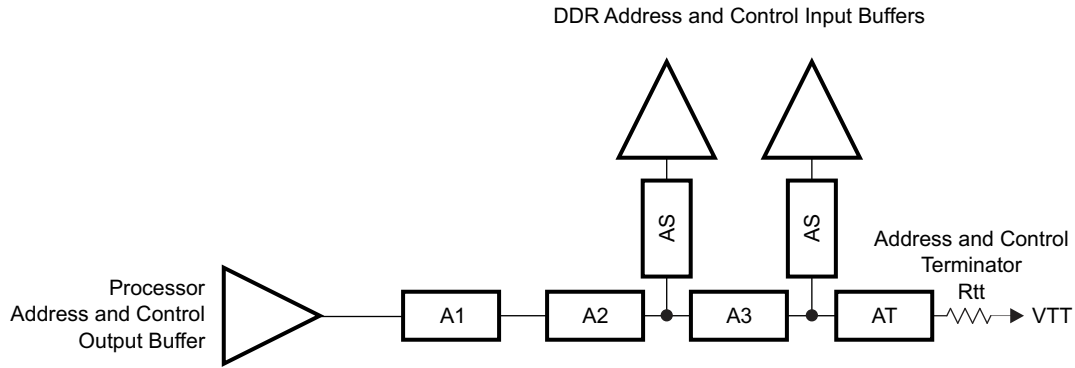 DDR Address and Control Input Buffers
AS
AS
Processor
Address and Control
Output Buffer
A1
A2
A3
AT
Address and Control
Terminator
Rtt
VTT